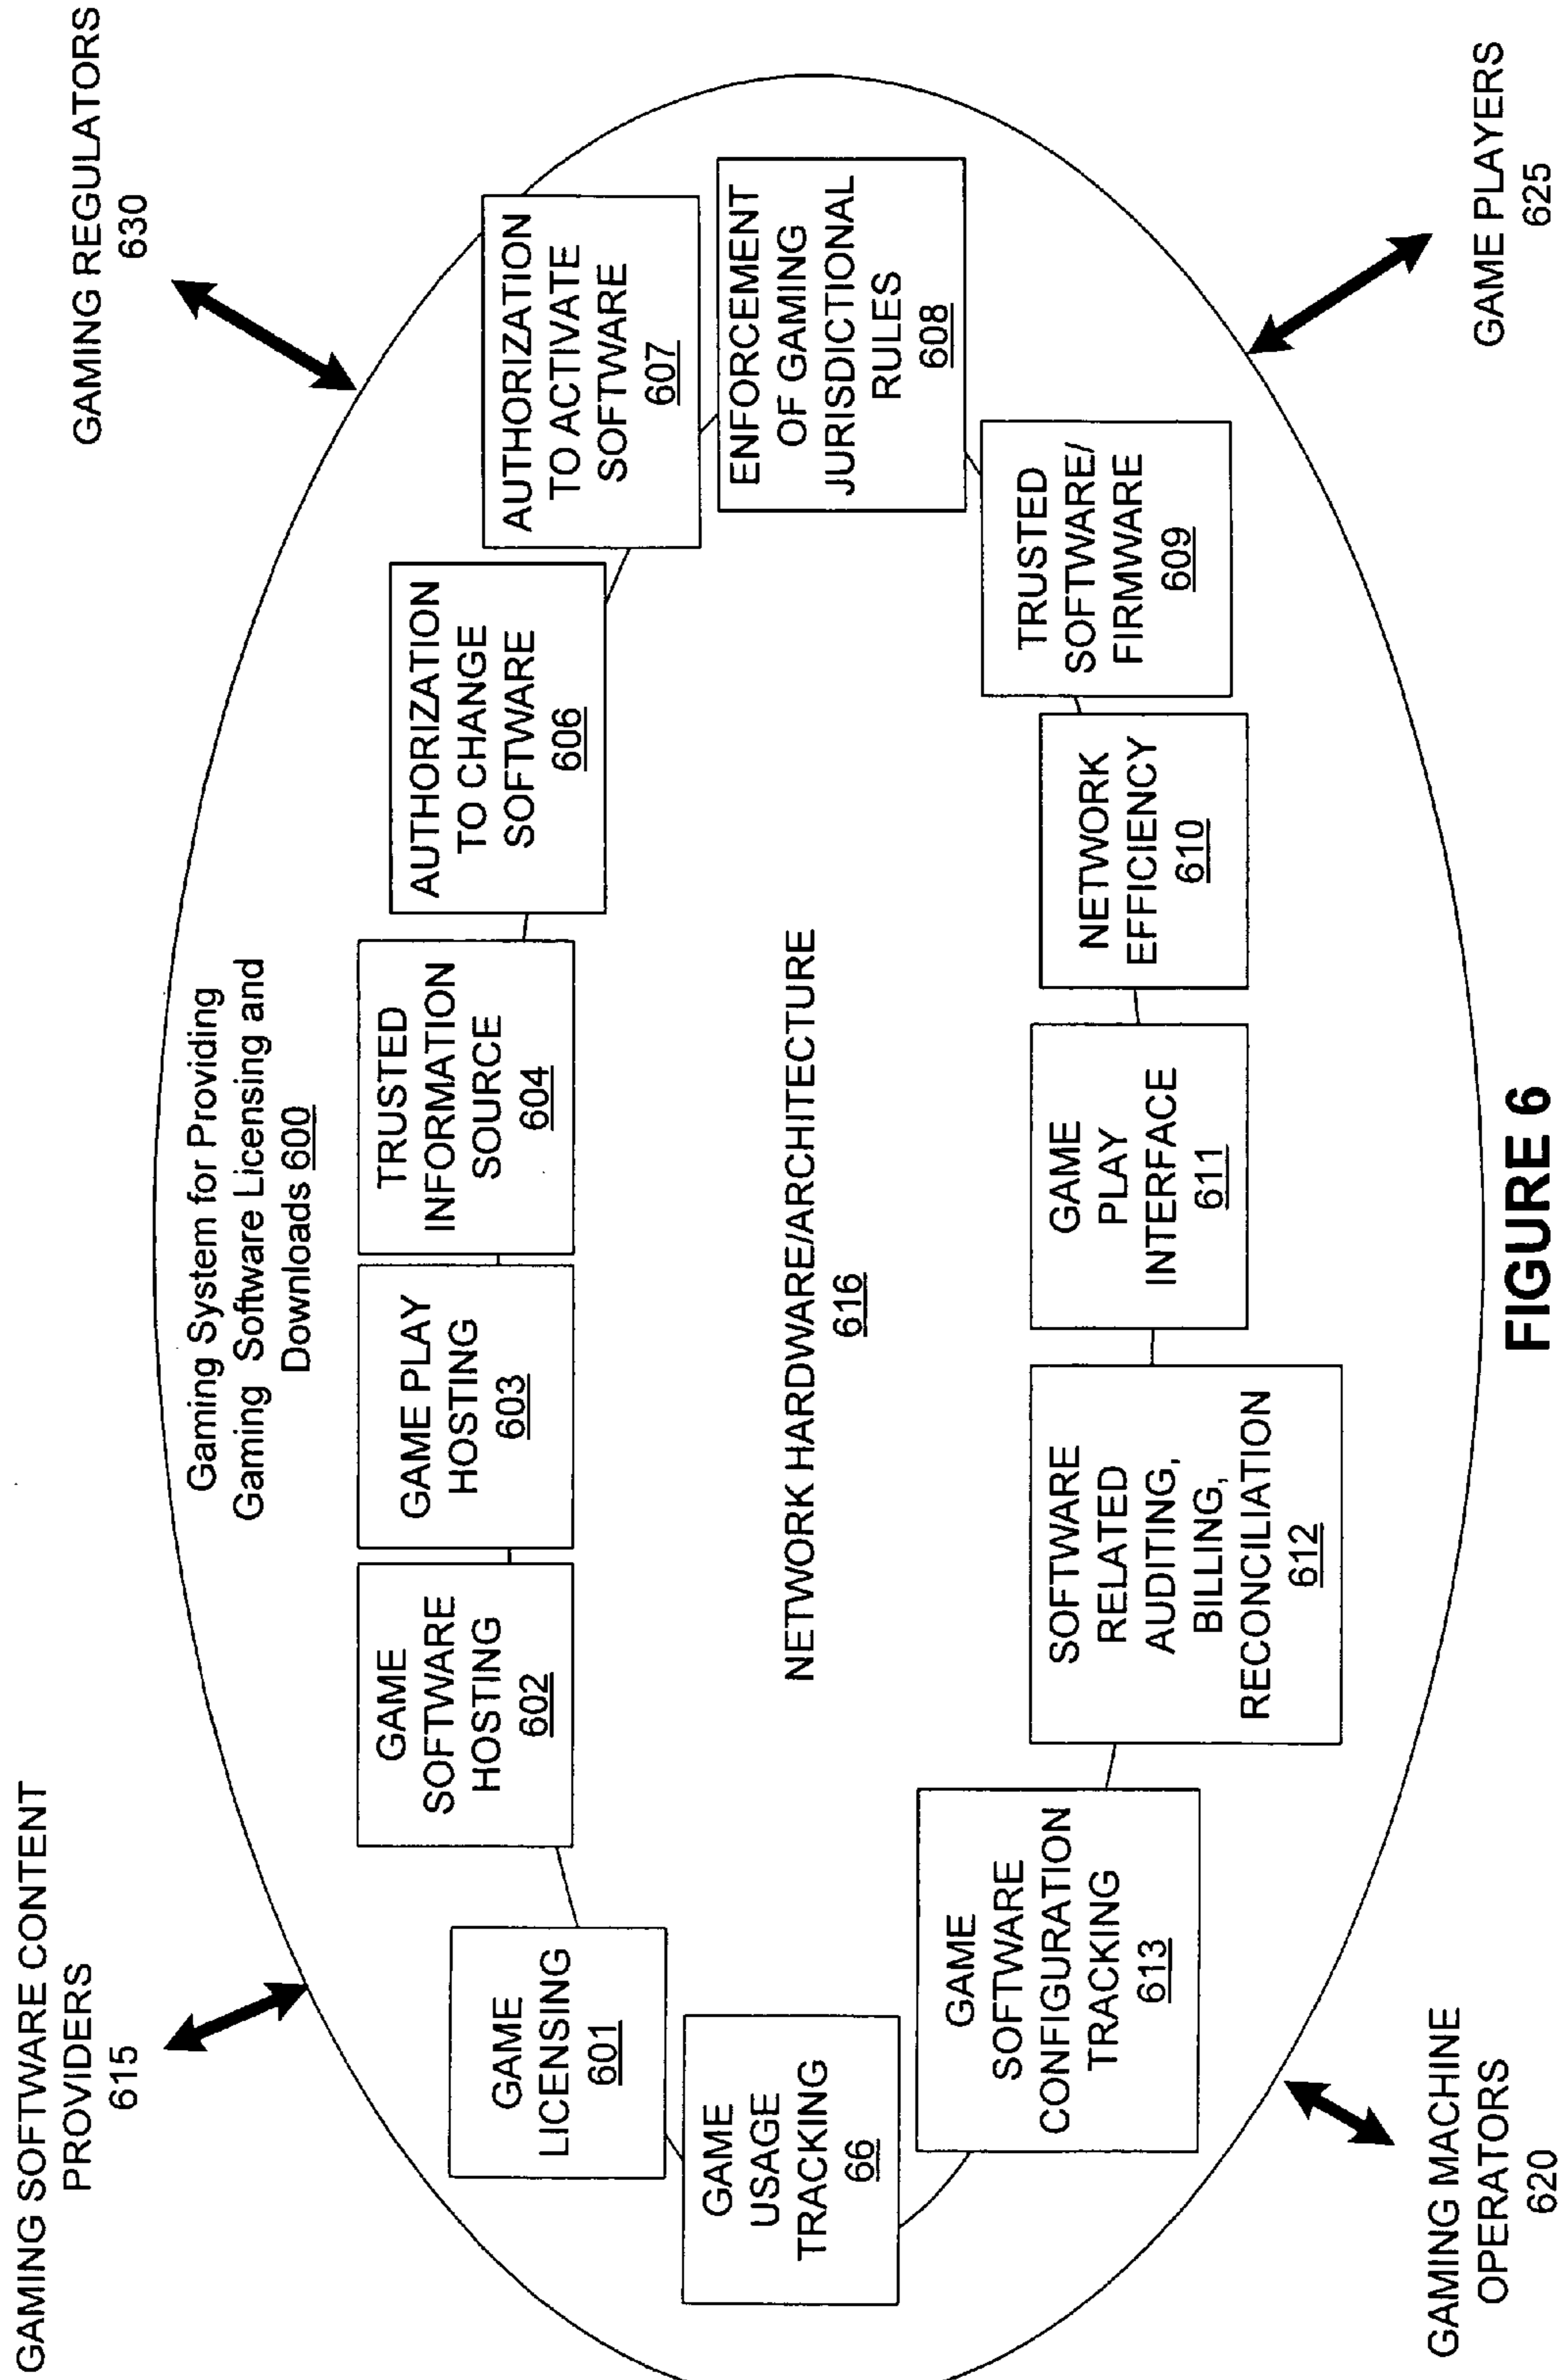 GAMING SOFTWARE CONTENT
PROVIDERS
615
GAMING REGULATORS
630
Gaming System for Providing
Gaming Software Licensing and
Downloads 600
GAME
LICENSING
601
GAME
SOFTWARE
HOSTING
602
GAME PLAY
HOSTING
603
TRUSTED
INFORMATION
SOURCE
604
AUTHORIZATION
TO CHANGE
SOFTWARE
606
AUTHORIZATION
TO ACTIVATE
SOFTWARE
607
GAME
USAGE
TRACKING
66
NETWORK HARDWARE/ARCHITECTURE
616
ENFORCEMENT
OF GAMING
JURISDICTIONAL
RULES
608
GAME
SOFTWARE
CONFIGURATION
TRACKING
613
SOFTWARE
RELATED
AUDITING,
BILLING,
RECONCILIATION
612
GAME
PLAY
INTERFACE
611
NETWORK
EFFICIENCY
610
TRUSTED
SOFTWARE/
FIRMWARE
609
GAMING MACHINE
OPERATORS
620
GAME PLAYERS
625
FIGURE 6